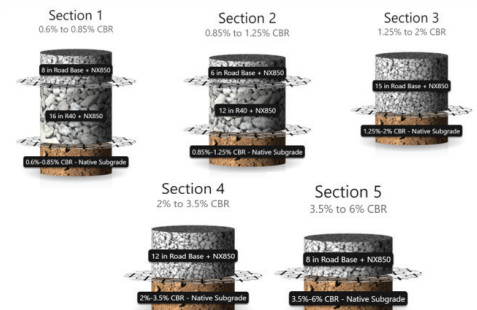 Section 1
0.6% to 0.85% CBR
8 in Road Base + NX850
16 in R40 + NX850
0.6%-0.85% CBR - Native Subgrade
Section 2
0.85% to 1.25% CBR
6 in Road Base + NX850
12 in R40 + NX850
0.85%-1.25% CBR - Native Subgrade
Section 3
1.25% to 2% CBR
15 in Road Base + NX850
1.25%-2% CBR - Native Subgrade
Section 4
2% to 3.5% CBR
12 in Road Base + NX850
2%-3.5% CBR - Native Subgrade
Section 5
3.5% to 6% CBR
8 in Road Base + NX850
3.5%-6% CBR - Native Subgrade